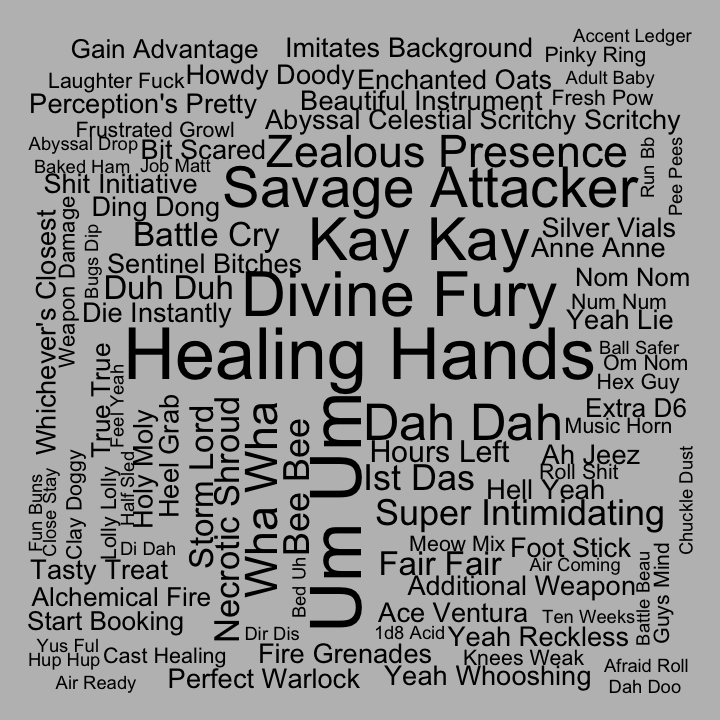 Accent Ledger
Gain Advantage
Imitates Background
Pinky Ring
Laughter Fuck
Howdy Doody
Enchanted Oats
Adult Baby
Perception's Pretty
Beautiful Instrument
Fresh Pow
Frustrated Growl
Abyssal Celestial Scritchy Scritchy
Abyssal Drop
Bit Scared
Zealous Presence
Run Bb
Pee Pees
Baked Ham
Job Matt
Shit Initiative
Savage Attacker
Ding Dong
Whichever's Closest
Weapon Damage
Bugs Dip
Battle Cry
Kay Kay
Silver Vials
Anne Anne
Sentinel Bitches
Duh Duh
Divine Fury
Nom Nom
Num Num
Die Instantly
Yeah Lie
Healing Hands
Ball Safer
Om Nom
Hex Guy
True True
Feel Yeah
Holy Moly
Heel Grab
Storm Lord
Necrotic Shroud
Wha Wha
Bee Bee
Um Um
Dah Dah
Extra D6
Music Horn
Hours Left
Ah Jeez
Ist Das
Roll Shit
Hell Yeah
Chuckle Dust
Fun Buns
Close Stay
Clay Doggy
Lolly Lolly
Half Sled
Super Intimidating
Di Dah
Meow Mix
Foot Stick
Tasty Treat
Fair Fair
Air Coming
Bed Uh
Additional Weapon
Battle Beau
Guys Mind
Alchemical Fire
Start Booking
Ace Ventura
Ten Weeks
Dir Dis
1d8 Acid
Yeah Reckless
Yus Ful
Hup Hup
Cast Healing
Fire Grenades
Knees Weak
Afraid Roll
Air Ready
Perfect Warlock
Yeah Whooshing
Dah Doo